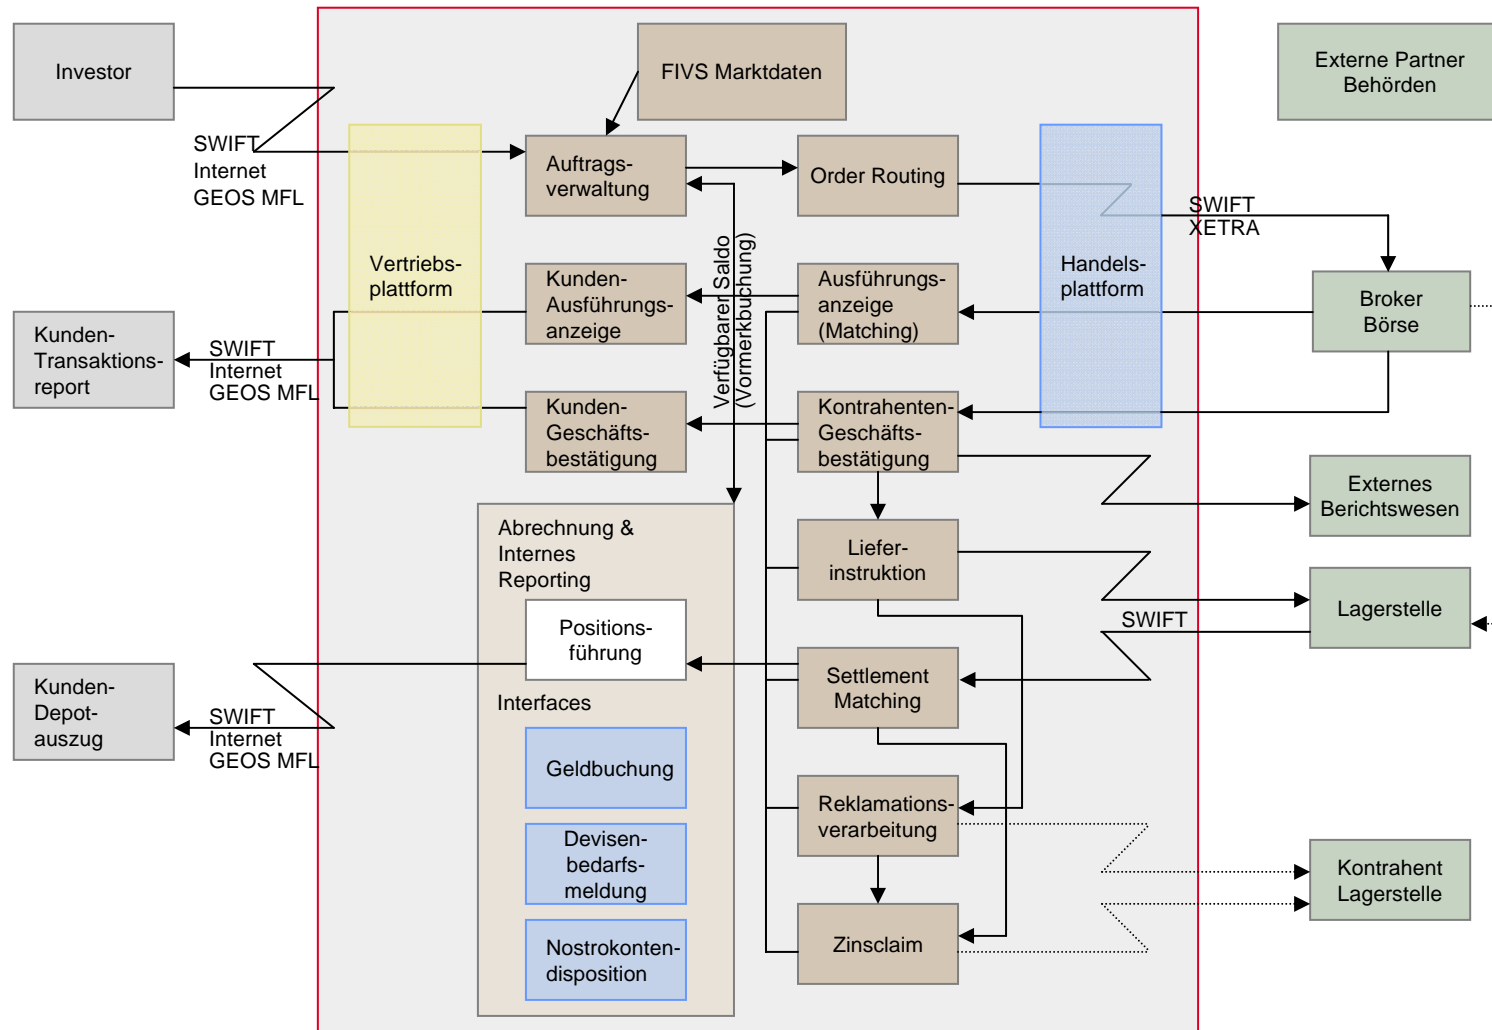 Investor
FIVS Marktdaten
Externe Partner
Behörden
SWIFT
Internet
GEOS MFL
Auftrags-
verwaltung
Order Routing
SWIFT
XETRA
Vertriebs-
plattform
Kunden-
Ausführungs-
anzeige
Verfügbarer Saldo
(Vormerkbuchung)
Ausführungs-
anzeige
(Matching)
Handels-
plattform
Broker
Börse
Kunden-
Transaktions-
report
SWIFT
Internet
GEOS MFL
Kunden-
Geschäfts-
bestätigung
Kontrahenten-
Geschäfts-
bestätigung
Externes
Berichtswesen
Abrechnung &
Internes
Reporting
Liefer-
instruktion
Lagerstelle
SWIFT
Positions-
führung
Settlement
Matching
Kunden-
Depot-
auszug
SWIFT
Internet
GEOS MFL
Interfaces
Geldbuchung
Reklamations-
verarbeitung
Devisen-
bedarfs-
meldung
Kontrahent
Lagerstelle
Nostrokonten-
disposition
Zinsclaim